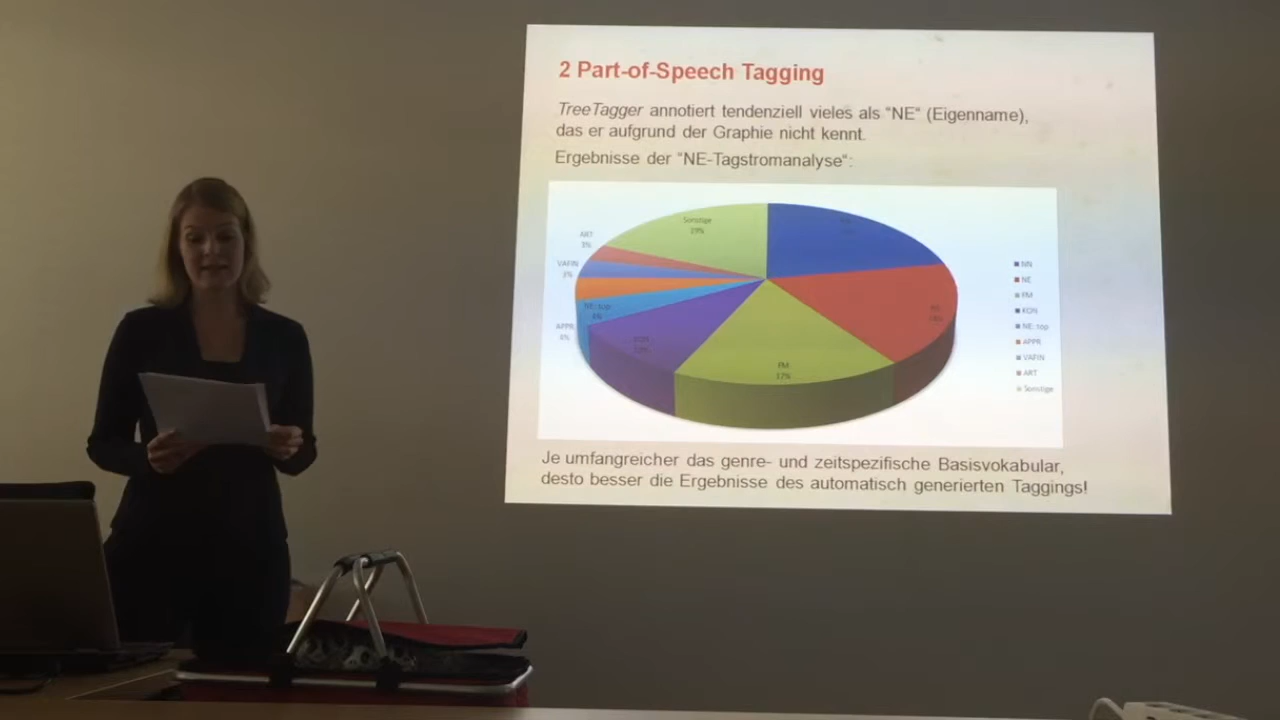 2 Part-of-Speech Tagging
TreeTagger annotiert tendenziell vieles als “NE“ (Eigenname),
das er aufgrund der Graphie nicht kennt.
Ergebnisse der “NE-Tagstromanalyse“:
Sonstige
19%
ART
3%
VAFIN
3%
NE: top
APPR
FM
17%
NN
NE
FM
KON
NE: top
APPR
VAFIN
ART
Sonstige
Je umfangreicher das genre- und zeitspezifische Basisvokabular,
desto besser die Ergebnisse des automatisch generierten Taggings!